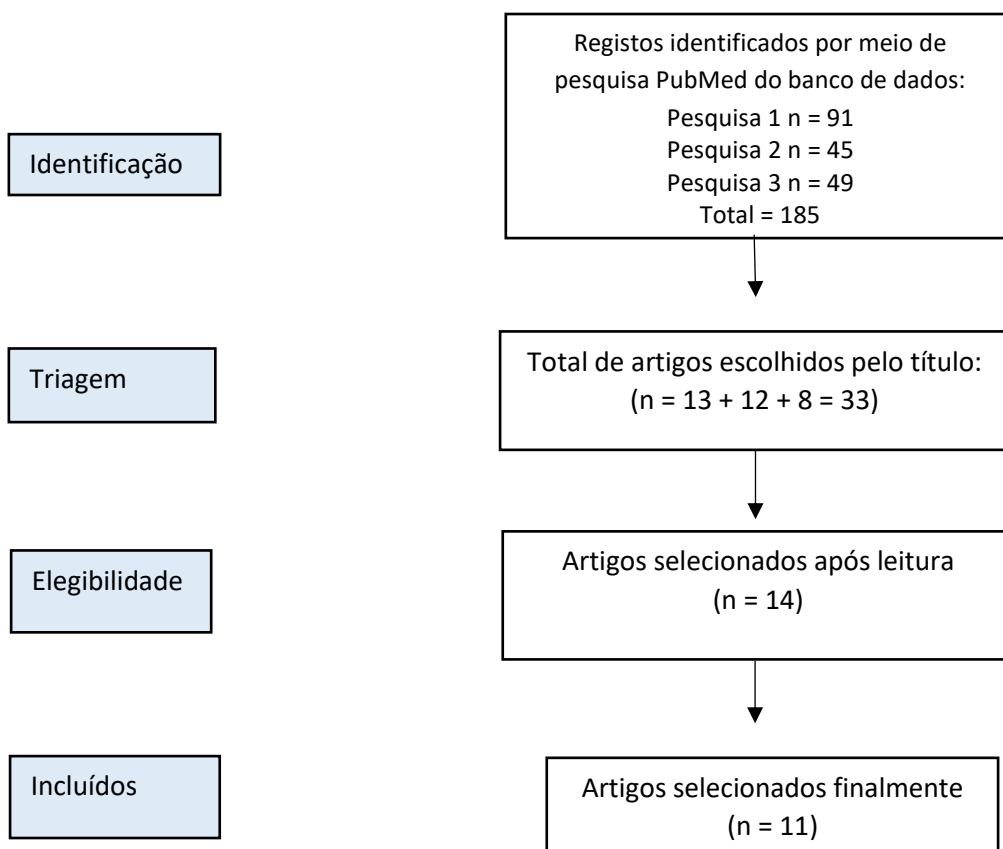 Identificação
Registos identificados por meio de
pesquisa PubMed do banco de dados:
Pesquisa 1 n = 91
Pesquisa 2 n = 45
Pesquisa 3 n = 49
Total = 185
Triagem
Total de artigos escolhidos pelo título:
(n = 13 + 12 + 8 = 33)
Elegibilidade
Artigos selecionados após leitura
(n = 14)
Incluídos
Artigos selecionados finalmente
(n = 11)